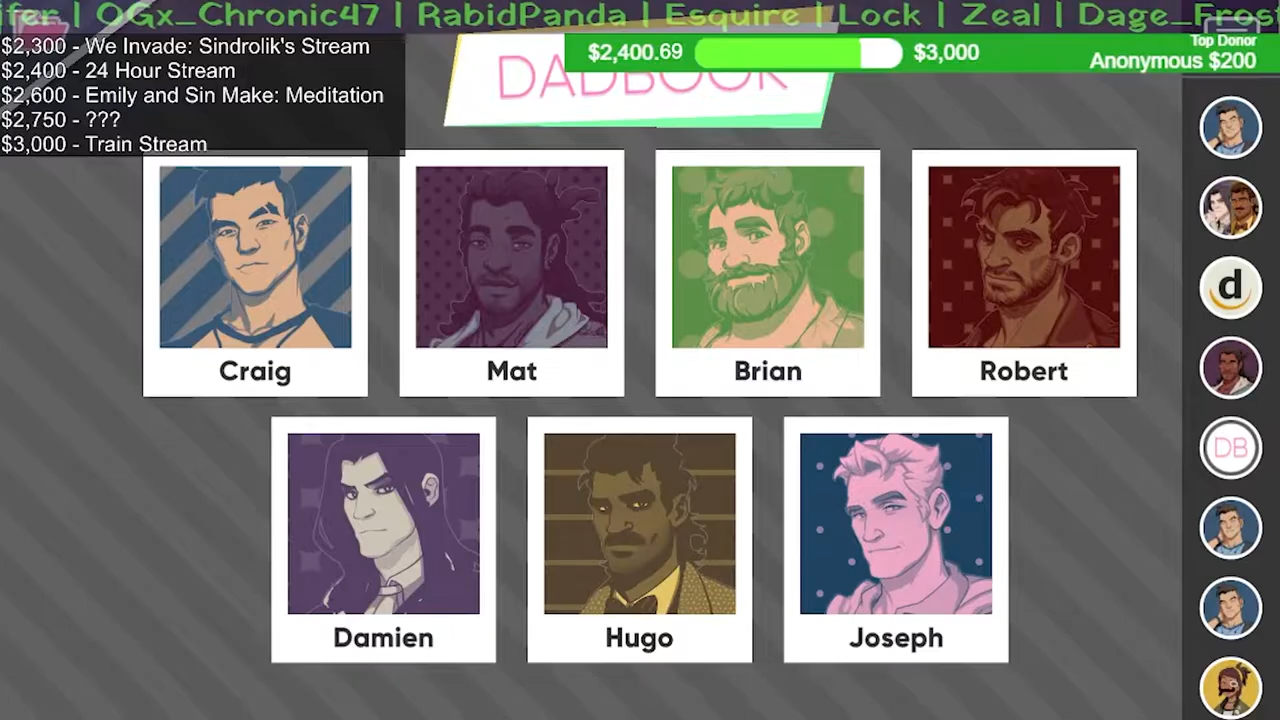 ifer | OGx_Chronic47 | RabidPanda | Esquire | Lock | Zeal | Dage_Fros
$2,300 - We Invade: Sindrolik's Stream
$2,400 - 24 Hour Stream
$2,600 - Emily and Sin Make: Meditation
$2,750 - ???
$3,000 - Train Stream
$2,400.69
$3,000
Top Donor
Anonymous $200
DADBOOK
Craig
Mat
Brian
Robert
Damien
Hugo
Joseph
d
DB